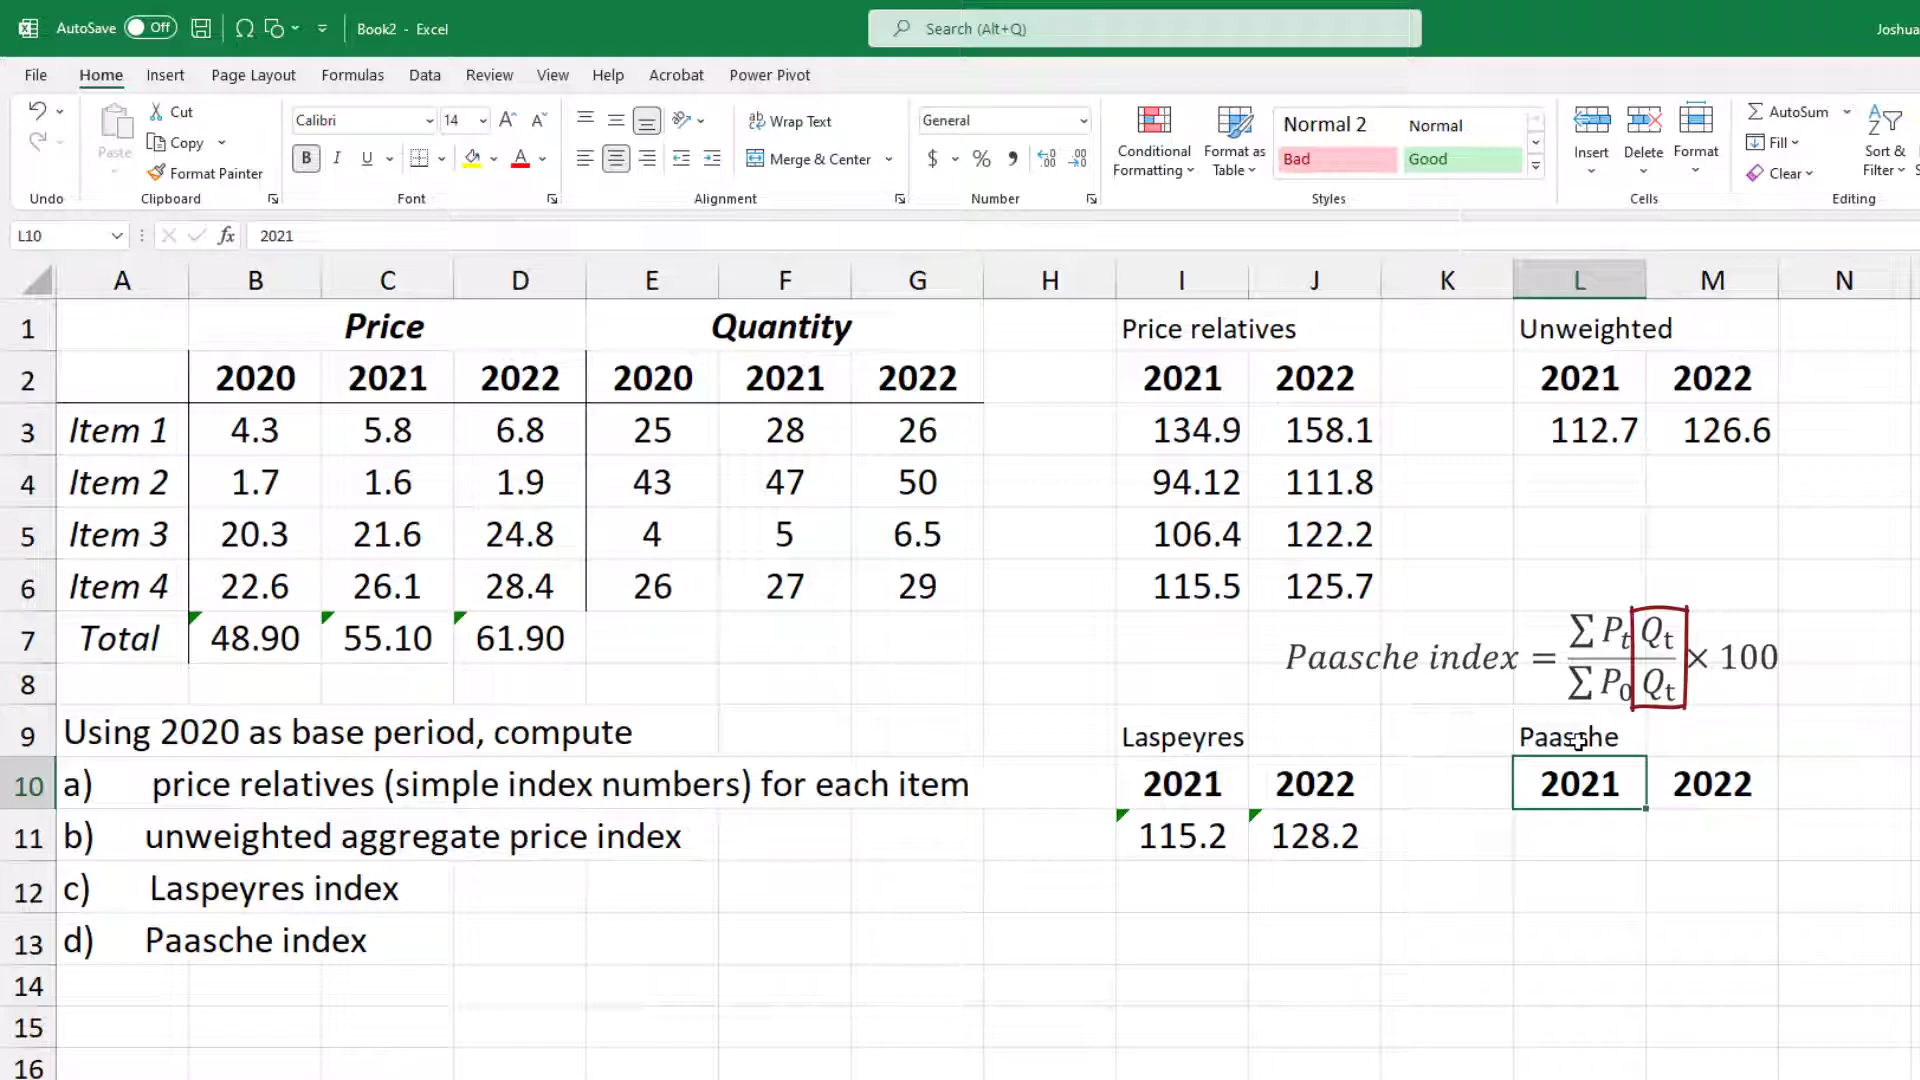 AutoSave Off Book2 - Excel Search (Alt+Q) Joshua
File Home Insert Page Layout Formulas Data Review View Help Acrobat Power Pivot
Cut Calibri 14 Wrap Text General Normal 2 Normal AutoSum
Paste Copy B I U Merge & Center $ % Conditional Formatting Format as Table Bad Good Insert Delete Format Fill Sort & Filter
Format Painter Clear
Undo Clipboard Font Alignment Number Styles Cells Editing
L10 fx 2021
A B C D E F G H I J K L M N
1 Price Quantity Price relatives Unweighted
2 2020 2021 2022 2020 2021 2022 2021 2022 2021 2022
3 Item 1 4.3 5.8 6.8 25 28 26 134.9 158.1 112.7 126.6
4 Item 2 1.7 1.6 1.9 43 47 50 94.12 111.8
5 Item 3 20.3 21.6 24.8 4 5 6.5 106.4 122.2
6 Item 4 22.6 26.1 28.4 26 27 29 115.5 125.7
7 Total 48.90 55.10 61.90
Paasche index = ∑ Pt Qt / ∑ P0 Qt × 100
8
9 Using 2020 as base period, compute Laspeyres Paasche
10 a) price relatives (simple index numbers) for each item 2021 2022 2021 2022
11 b) unweighted aggregate price index 115.2 128.2
12 c) Laspeyres index
13 d) Paasche index
14
15
16